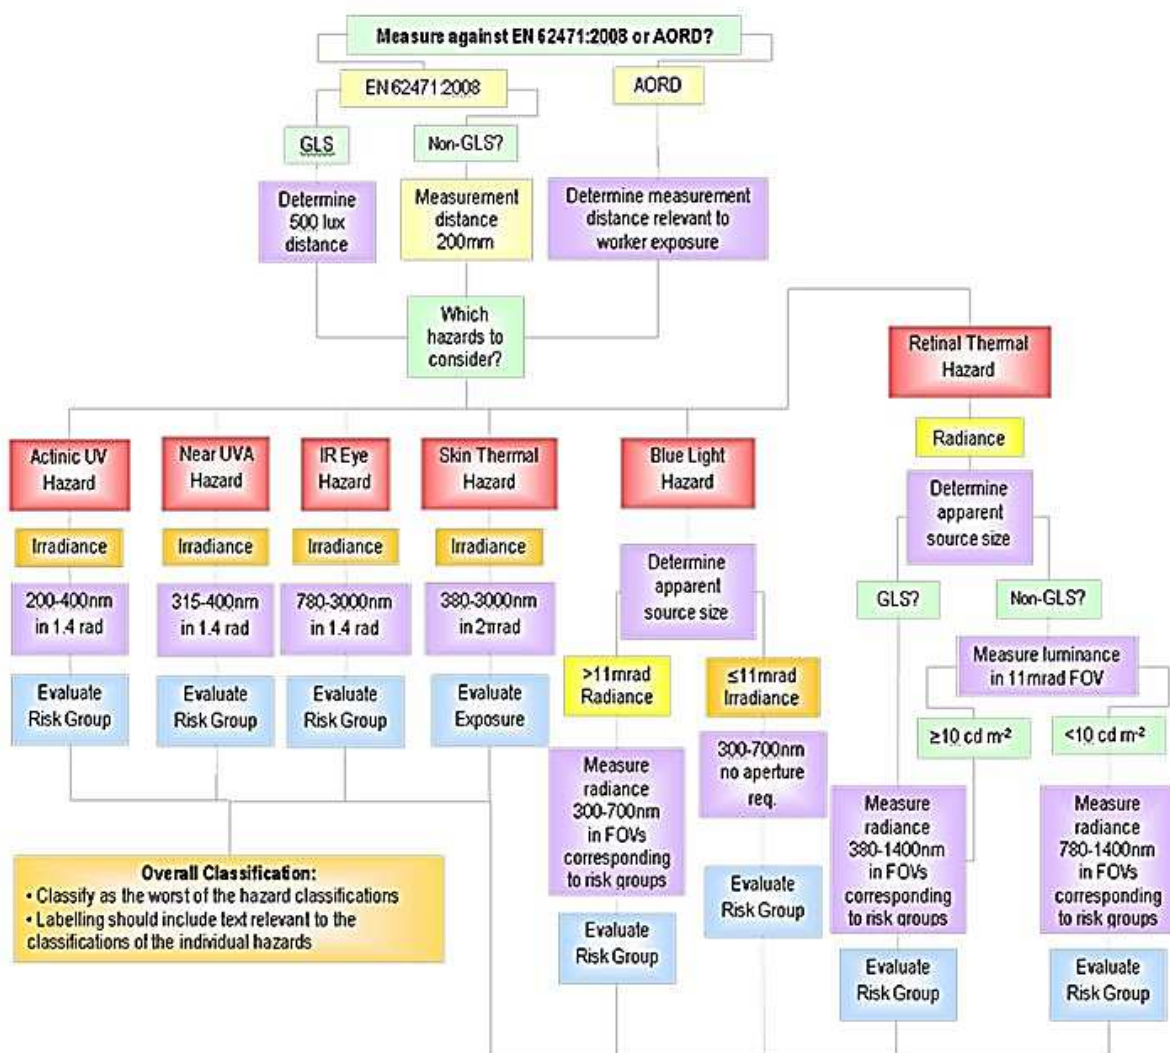 Measure against EN 62471:2008 or AORD?
EN 62471:2008
AORD
GLS
Non-GLS?
Determine
500 lux
distance
Measurement
distance
200mm
Determine measurement
distance relevant to
worker exposure
Which
hazards to
consider?
Retinal Thermal
Hazard
Radiance
Determine
apparent
source size
Actinic UV
Hazard
Near UVA
Hazard
IR Eye
Hazard
Skin Thermal
Hazard
Blue Light
Hazard
Irradiance
Irradiance
Irradiance
Irradiance
Determine
apparent
source size
200-400nm
in 1.4 rad
315-400nm
in 1.4 rad
780-3000nm
in 1.4 rad
380-3000nm
in 2πrad
GLS?
Non-GLS?
Measure luminance
in 11mrad FOV
>11mrad
Radiance
≤11mrad
Irradiance
≥10 cd m-2
<10 cd m-2
Evaluate
Risk Group
Evaluate
Risk Group
Evaluate
Risk Group
Evaluate
Exposure
Measure
radiance
300-700nm
in FOVs
corresponding
to risk groups
300-700nm
no aperture
req.
Measure
radiance
380-1400nm
in FOVs
corresponding
to risk groups
Measure
radiance
780-1400nm
in FOVs
corresponding
to risk groups
Overall Classification:
• Classify as the worst of the hazard classifications
• Labelling should include text relevant to the
classifications of the individual hazards
Evaluate
Risk Group
Evaluate
Risk Group
Evaluate
Risk Group
Evaluate
Risk Group